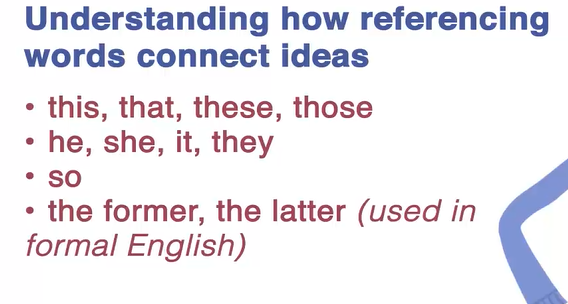 Understanding how referencing
words connect ideas
• this, that, these, those
• he, she, it, they
• so
• the former, the latter (used in
formal English)